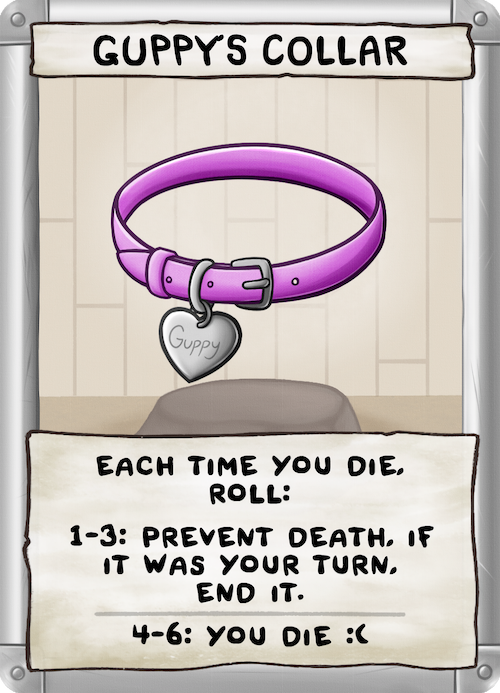 GUPPY'S COLLAR
Guppy
EACH TIME YOU DIE,
ROLL:
1-3: PREVENT DEATH. IF
IT WAS YOUR TURN,
END IT.
4-6: YOU DIE :(